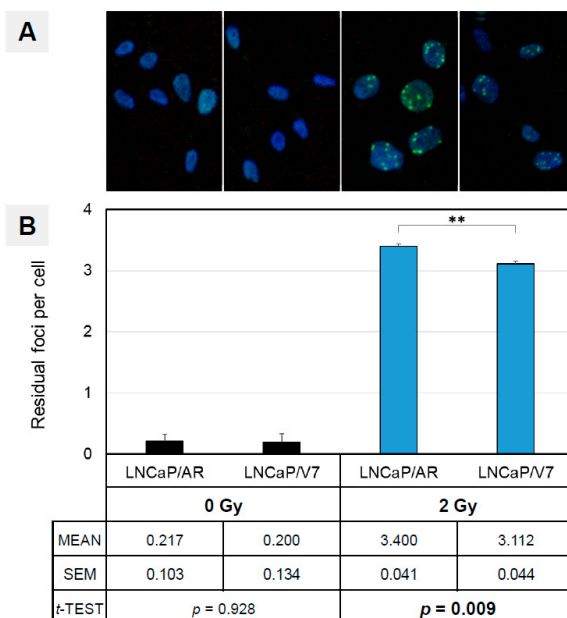 A
B
**
4
3
2
1
0
Residual foci per cell
LNCaP/AR LNCaP/V7 LNCaP/AR LNCaP/V7
0 Gy 2 Gy
MEAN 0.217 0.200 3.400 3.112
SEM 0.103 0.134 0.041 0.044
t-TEST p = 0.928 p = 0.009